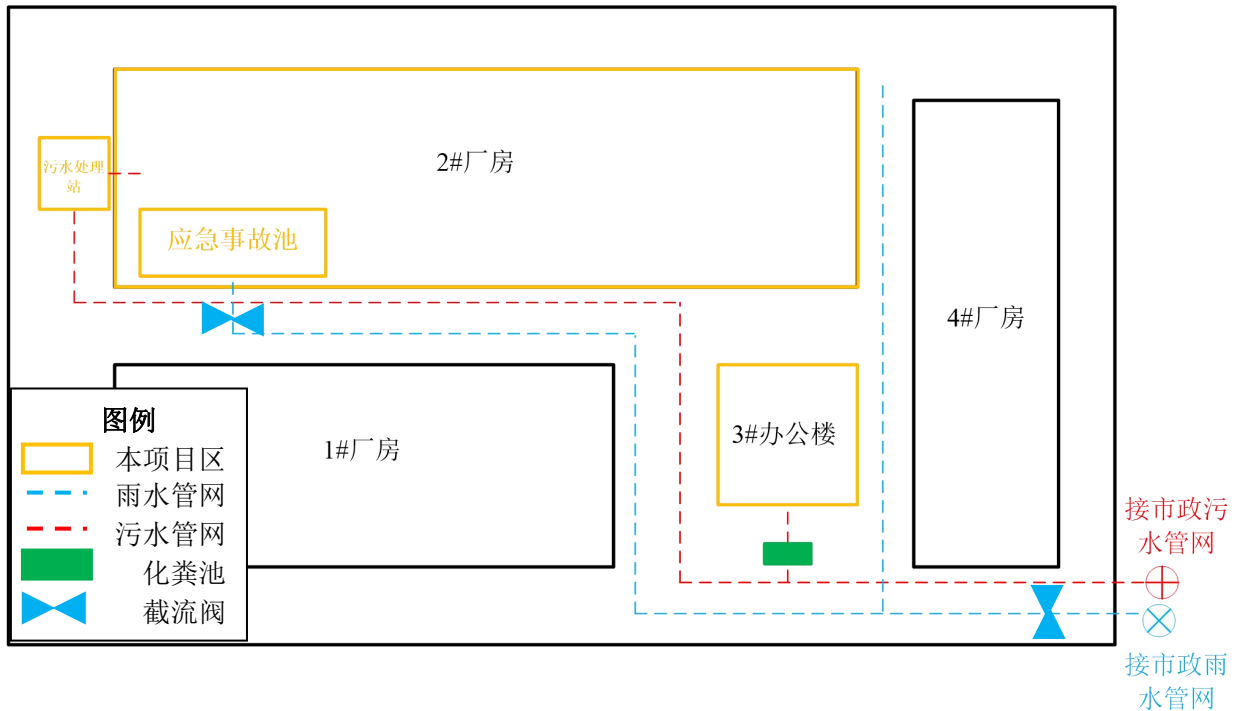 2#厂房
污水处理
站
应急事故池
4#厂房
1#厂房
3#办公楼
图例
本项目区
雨水管网
污水管网
化粪池
截流阀
接市政污
水管网
接市政雨
水管网